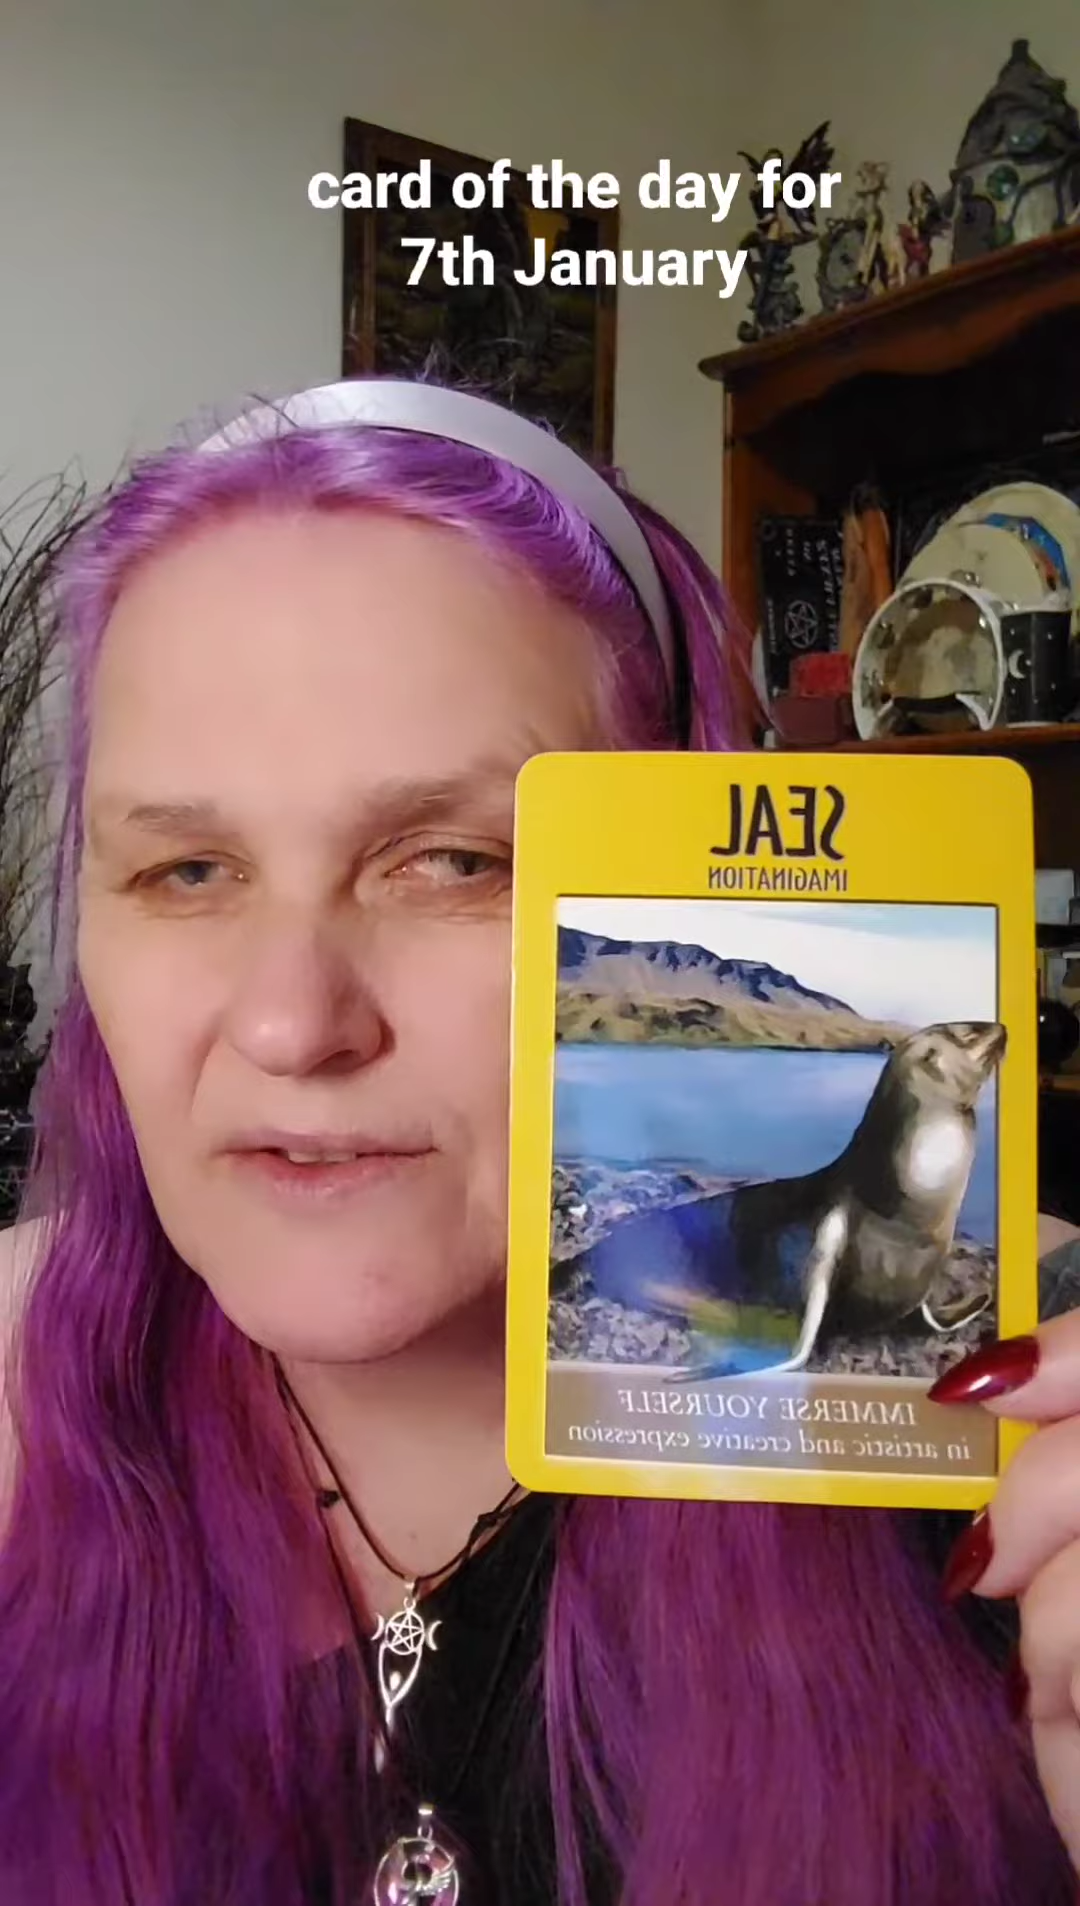 card of the day for
7th January
SEAL
IMAGINATION
IMMERSE YOURSELF
in artistic and creative expression